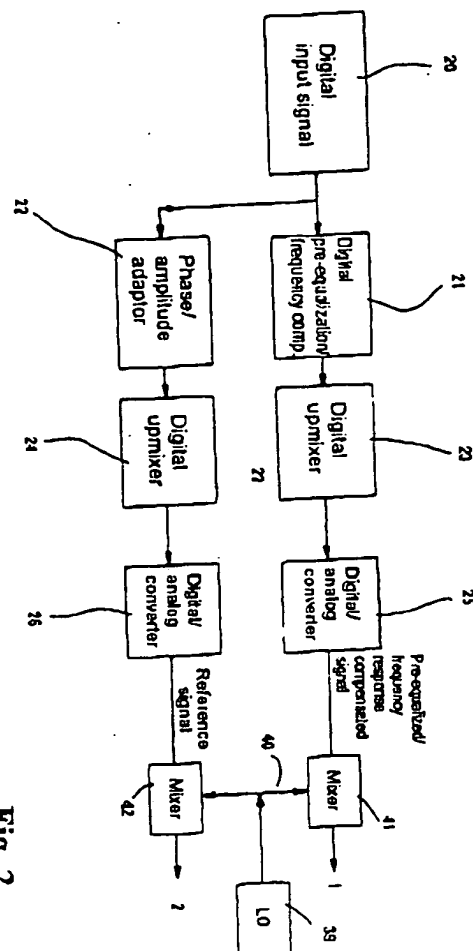 20
Digital
input signal
21
Digital
pre-equalization/
frequency comp.
23
Digital
upmixer
27
25
Digital/
analog
converter
Pre-equalized/
frequency
response
compensated
signal
41
Mixer
1
22
Phase/
amplitude
adaptor
24
Digital
upmixer
26
Digital/
analog
converter
Reference
signal
42
Mixer
2
40
39
LO
Fig. 2